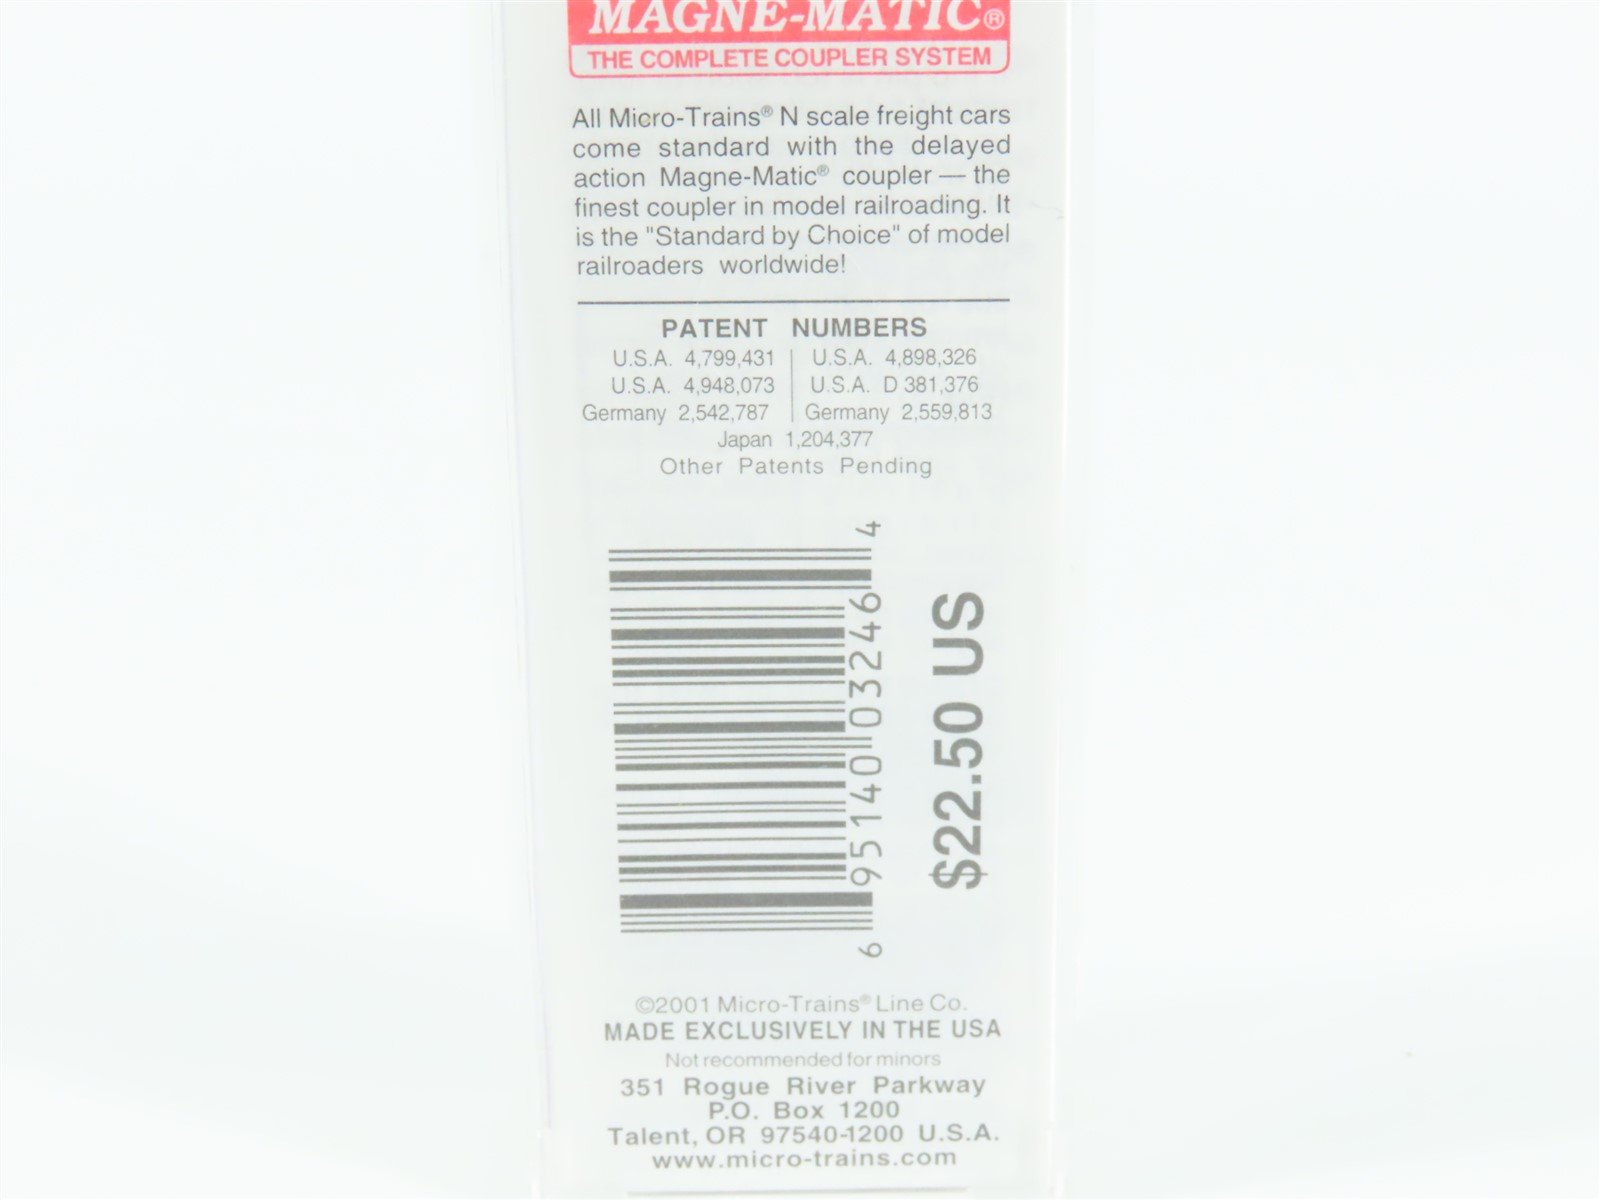 MAGNE-MATIC®
THE COMPLETE COUPLER SYSTEM
All Micro-Trains® N scale freight cars
come standard with the delayed
action Magne-Matic® coupler — the
finest coupler in model railroading. It
is the "Standard by Choice" of model
railroaders worldwide!
PATENT NUMBERS
U.S.A. 4,799,431 | U.S.A. 4,898,326
U.S.A. 4,948,073 | U.S.A. D 381,376
Germany 2,542,787 | Germany 2,559,813
Japan 1,204,377
Other Patents Pending
6 95140 03246 4
$22.50 US
©2001 Micro-Trains® Line Co.
MADE EXCLUSIVELY IN THE USA
Not recommended for minors
351 Rogue River Parkway
P.O. Box 1200
Talent, OR 97540-1200 U.S.A.
www.micro-trains.com